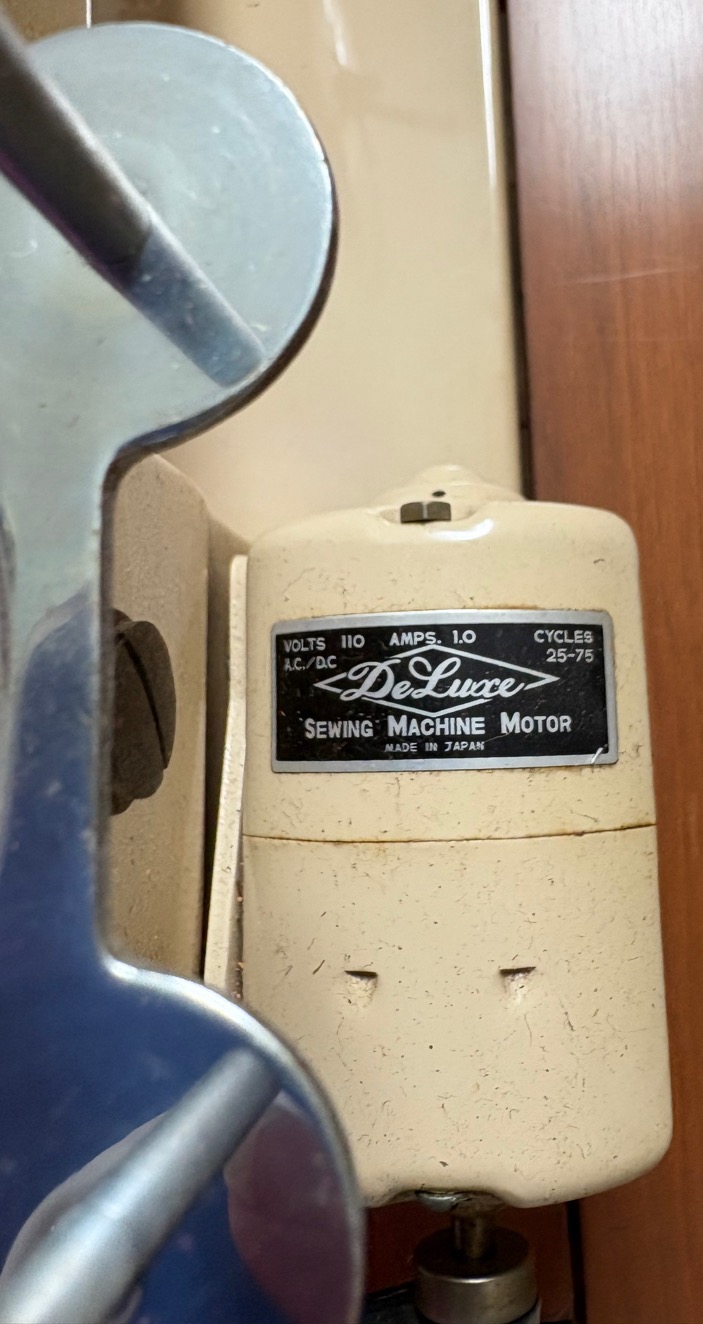 VOLTS 110 AMPS. 1.0 CYCLES
A.C./D.C 25-75
DeLuxe
SEWING MACHINE MOTOR
MADE IN JAPAN